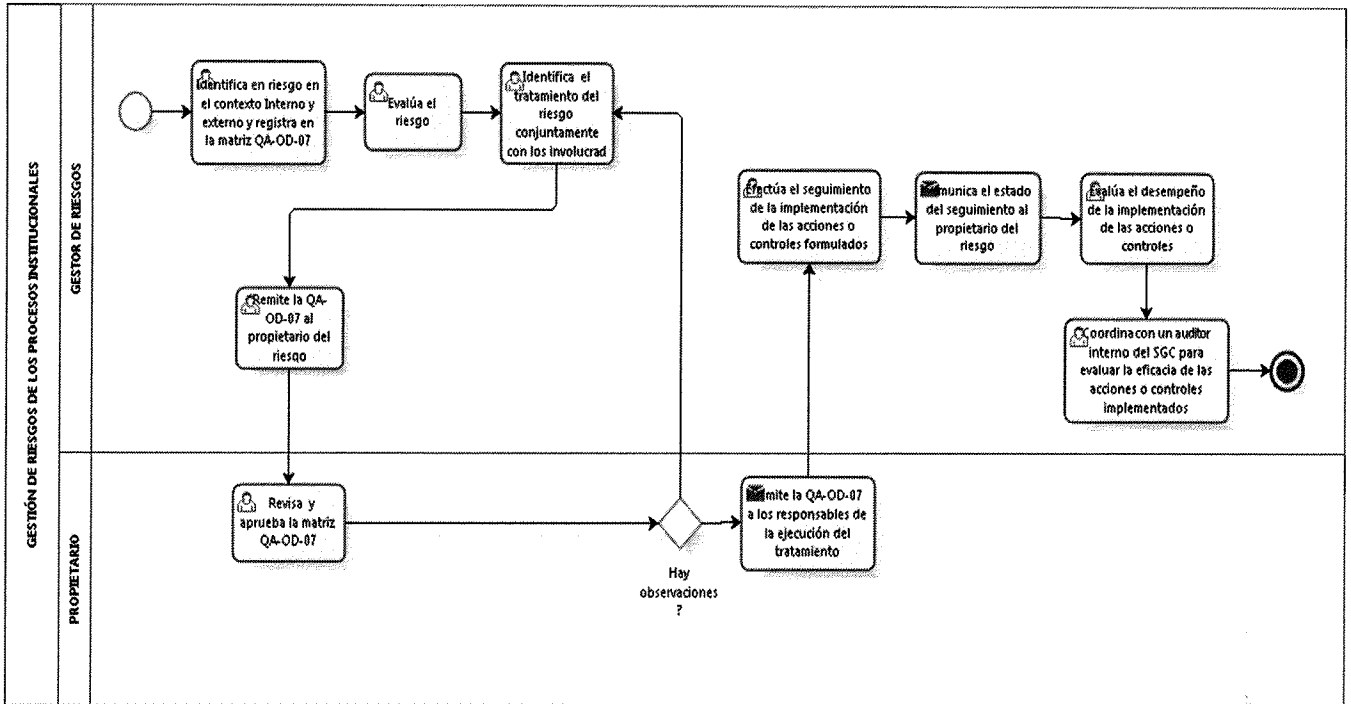 GESTIÓN DE RIESGOS DE LOS PROCESOS INSTITUCIONALES
GESTOR DE RIESGOS
Identifica en riesgo en
el contexto Interno y
externo y registra en
la matriz QA-OD-07
Evalúa el
riesgo
Identifica el
tratamiento del
riesgo
conjuntamente
con los involucrad
Remite la QA-
OD-07 al
propietario del
riesgo
Efectúa el seguimiento
de la implementación
de las acciones o
controles formulados
munica el estado
del seguimiento al
propietario del
riesgo
Evalúa el desempeño
de la implementación
de las acciones o
controles
Coordina con un auditor
interno del SGC para
evaluar la eficacia de las
acciones o controles
implementados
PROPIETARIO
Revisa y
aprueba la matriz
QA-OD-07
Hay
observaciones
?
mite la QA-OD-07
a los responsables de
la ejecución del
tratamiento